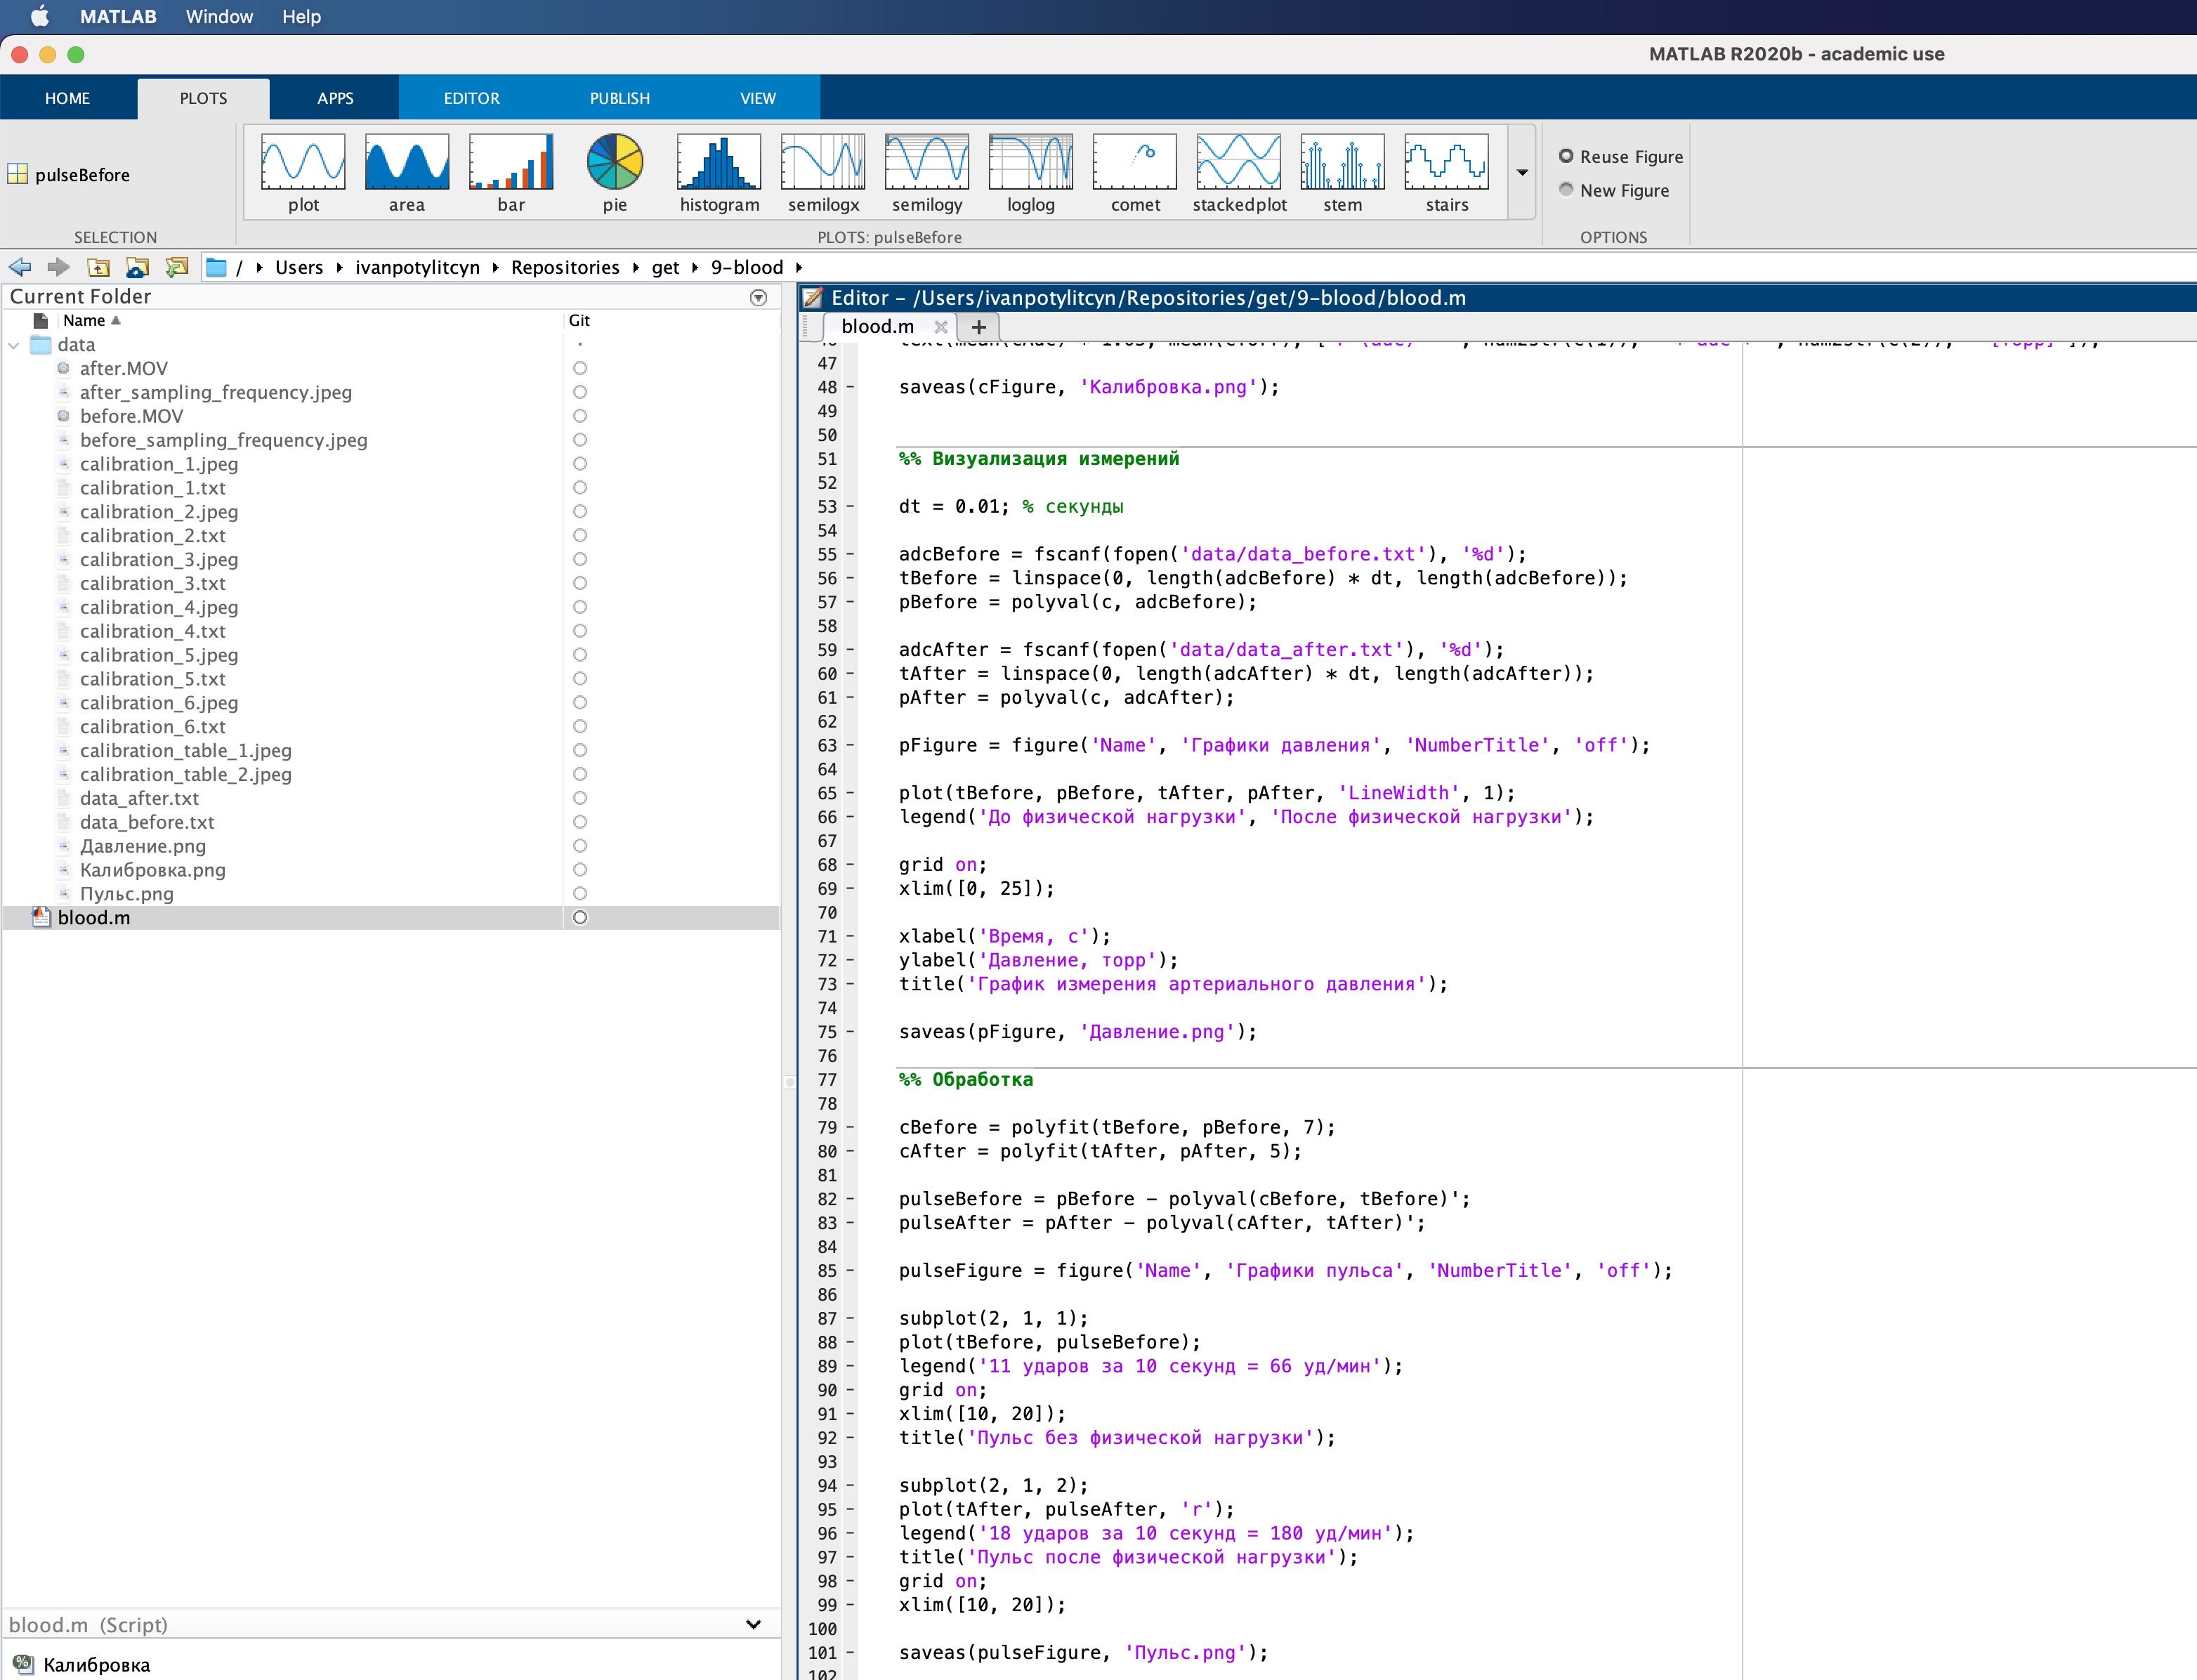 MATLAB Window Help
MATLAB R2020b - academic use
HOME PLOTS APPS EDITOR PUBLISH VIEW
pulseBefore
plot area bar pie histogram semilogx semilogy loglog comet stackedplot stem stairs
Reuse Figure
New Figure
SELECTION PLOTS: pulseBefore OPTIONS
/ Users ivanpotylitcyn Repositories get 9-blood
Current Folder
Name Git
data
after.MOV
after_sampling_frequency.jpeg
before.MOV
before_sampling_frequency.jpeg
calibration_1.jpeg
calibration_1.txt
calibration_2.jpeg
calibration_2.txt
calibration_3.jpeg
calibration_3.txt
calibration_4.jpeg
calibration_4.txt
calibration_5.jpeg
calibration_5.txt
calibration_6.jpeg
calibration_6.txt
calibration_table_1.jpeg
calibration_table_2.jpeg
data_after.txt
data_before.txt
Давление.png
Калибровка.png
Пульс.png
blood.m
blood.m (Script)
Калибровка
Editor - /Users/ivanpotylitcyn/Repositories/get/9-blood/blood.m
blood.m
47
48 - saveas(cFigure, 'Калибровка.png');
49
50
51 %% Визуализация измерений
52
53 - dt = 0.01; % секунды
54
55 - adcBefore = fscanf(fopen('data/data_before.txt'), '%d');
56 - tBefore = linspace(0, length(adcBefore) * dt, length(adcBefore));
57 - pBefore = polyval(c, adcBefore);
58
59 - adcAfter = fscanf(fopen('data/data_after.txt'), '%d');
60 - tAfter = linspace(0, length(adcAfter) * dt, length(adcAfter));
61 - pAfter = polyval(c, adcAfter);
62
63 - pFigure = figure('Name', 'Графики давления', 'NumberTitle', 'off');
64
65 - plot(tBefore, pBefore, tAfter, pAfter, 'LineWidth', 1);
66 - legend('До физической нагрузки', 'После физической нагрузки');
67
68 - grid on;
69 - xlim([0, 25]);
70
71 - xlabel('Время, с');
72 - ylabel('Давление, торр');
73 - title('График измерения артериального давления');
74
75 - saveas(pFigure, 'Давление.png');
76
77 %% Обработка
78
79 - cBefore = polyfit(tBefore, pBefore, 7);
80 - cAfter = polyfit(tAfter, pAfter, 5);
81
82 - pulseBefore = pBefore - polyval(cBefore, tBefore)';
83 - pulseAfter = pAfter - polyval(cAfter, tAfter)';
84
85 - pulseFigure = figure('Name', 'Графики пульса', 'NumberTitle', 'off');
86
87 - subplot(2, 1, 1);
88 - plot(tBefore, pulseBefore);
89 - legend('11 ударов за 10 секунд = 66 уд/мин');
90 - grid on;
91 - xlim([10, 20]);
92 - title('Пульс без физической нагрузки');
93
94 - subplot(2, 1, 2);
95 - plot(tAfter, pulseAfter, 'r');
96 - legend('18 ударов за 10 секунд = 180 уд/мин');
97 - title('Пульс после физической нагрузки');
98 - grid on;
99 - xlim([10, 20]);
100
101 - saveas(pulseFigure, 'Пульс.png');
102